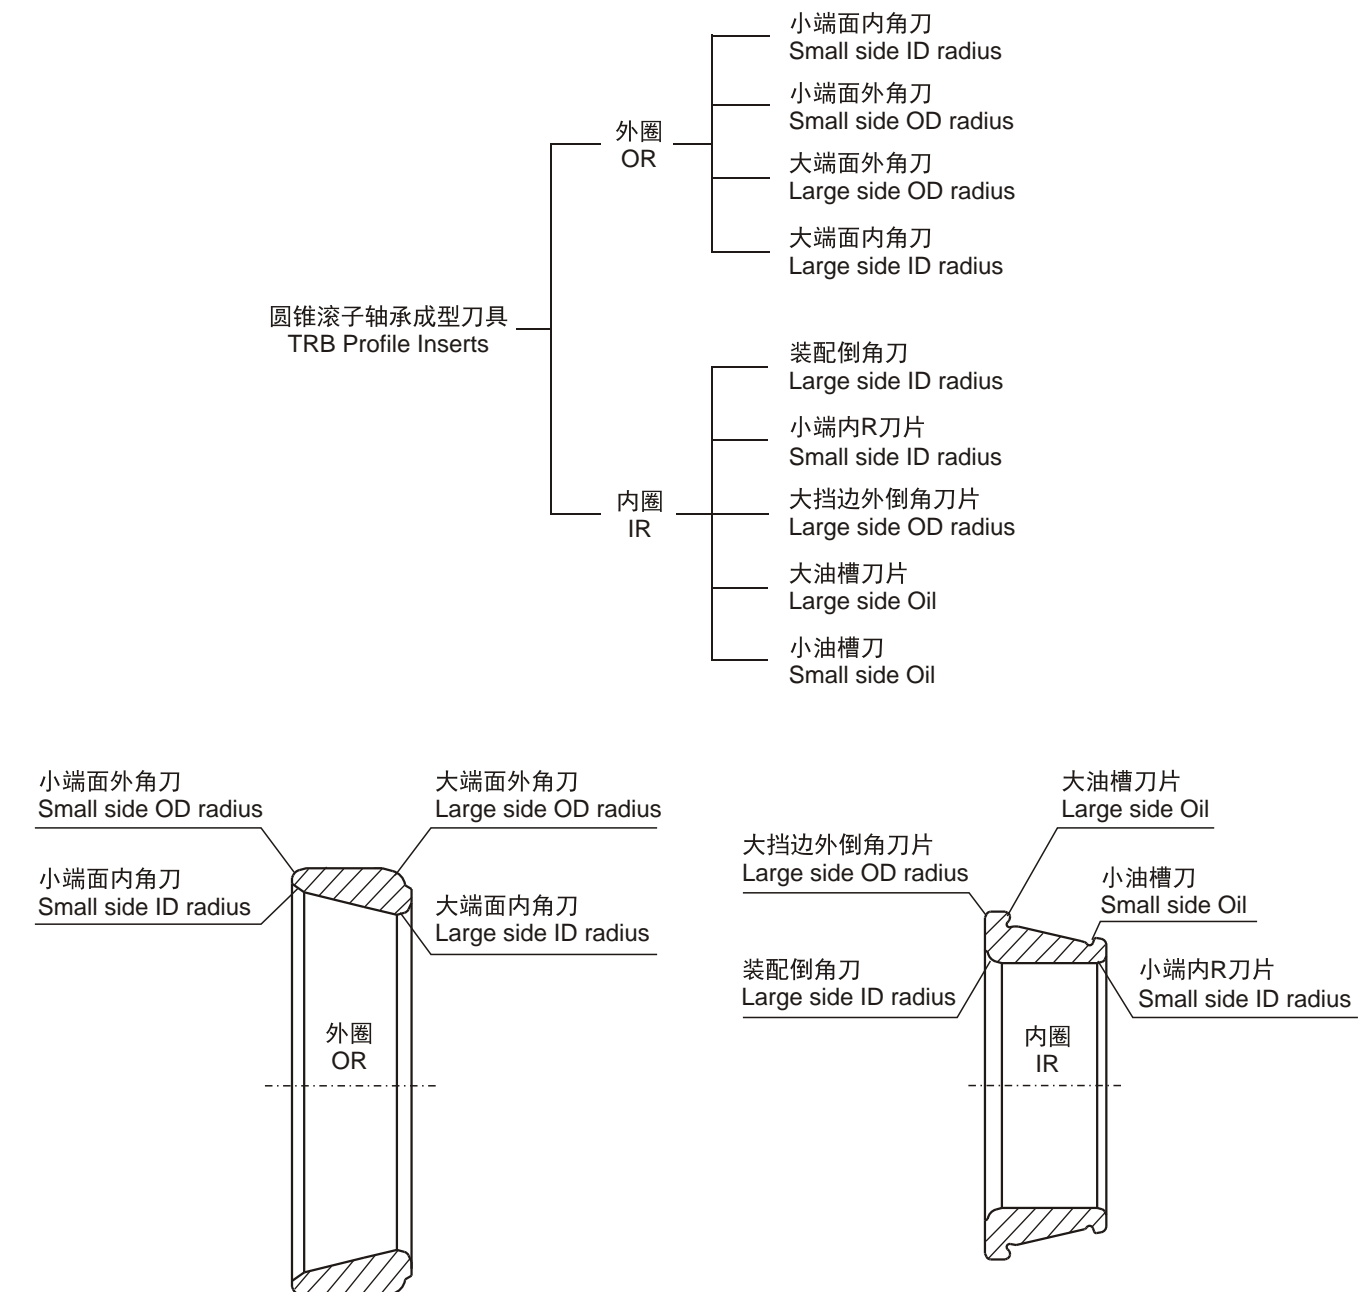 小端面内角刀
Small side ID radius
小端面外角刀
Small side OD radius
外圈
OR
大端面外角刀
Large side OD radius
大端面内角刀
Large side ID radius
圆锥滚子轴承成型刀具
TRB Profile Inserts
装配倒角刀
Large side ID radius
小端内R刀片
Small side ID radius
内圈
IR
大挡边外倒角刀片
Large side OD radius
大油槽刀片
Large side Oil
小油槽刀
Small side Oil
小端面外角刀
Small side OD radius
大端面外角刀
Large side OD radius
小端面内角刀
Small side ID radius
大端面内角刀
Large side ID radius
外圈
OR
大油槽刀片
Large side Oil
大挡边外倒角刀片
Large side OD radius
小油槽刀
Small side Oil
装配倒角刀
Large side ID radius
小端内R刀片
Small side ID radius
内圈
IR